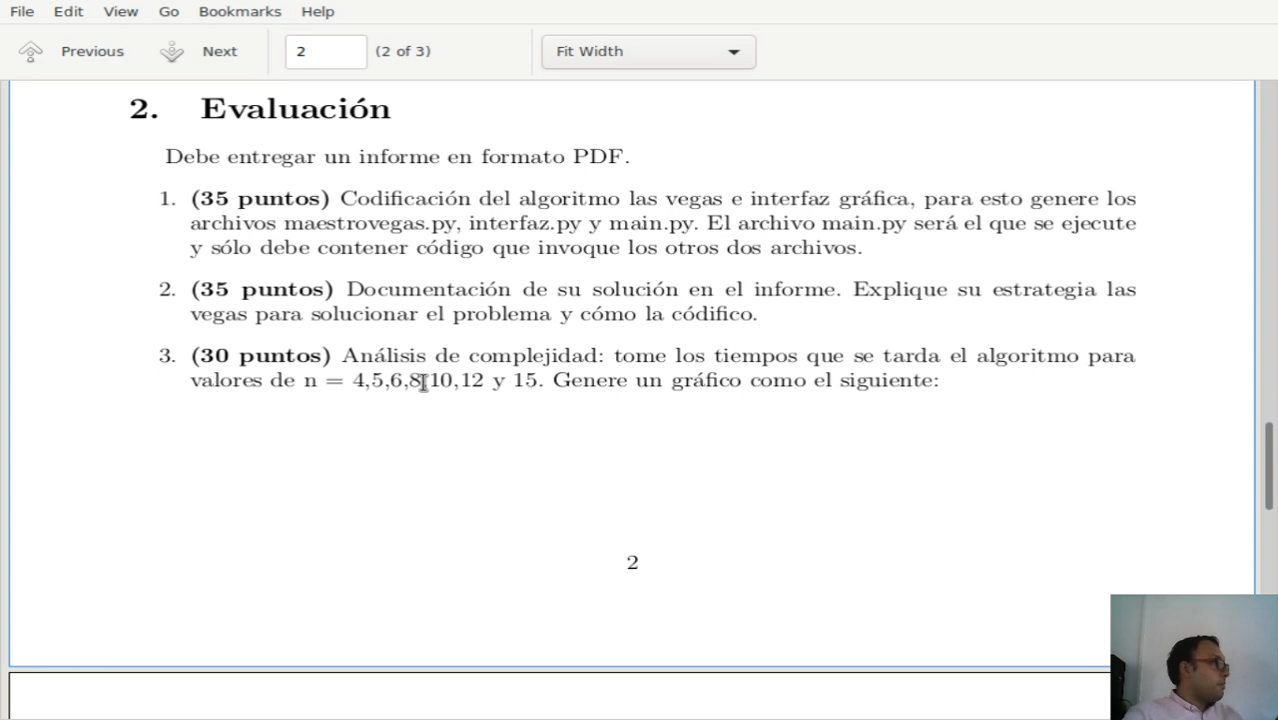 File Edit View Go Bookmarks Help
Previous Next 2 (2 of 3) Fit Width
2. Evaluación
Debe entregar un informe en formato PDF.
1. (35 puntos) Codificación del algoritmo las vegas e interfaz gráfica, para esto genere los
archivos maestrovegas.py, interfaz.py y main.py. El archivo main.py será el que se ejecute
y sólo debe contener código que invoque los otros dos archivos.
2. (35 puntos) Documentación de su solución en el informe. Explique su estrategia las
vegas para solucionar el problema y cómo la códifico.
3. (30 puntos) Análisis de complejidad: tome los tiempos que se tarda el algoritmo para
valores de n = 4,5,6,8,10,12 y 15. Genere un gráfico como el siguiente:
2